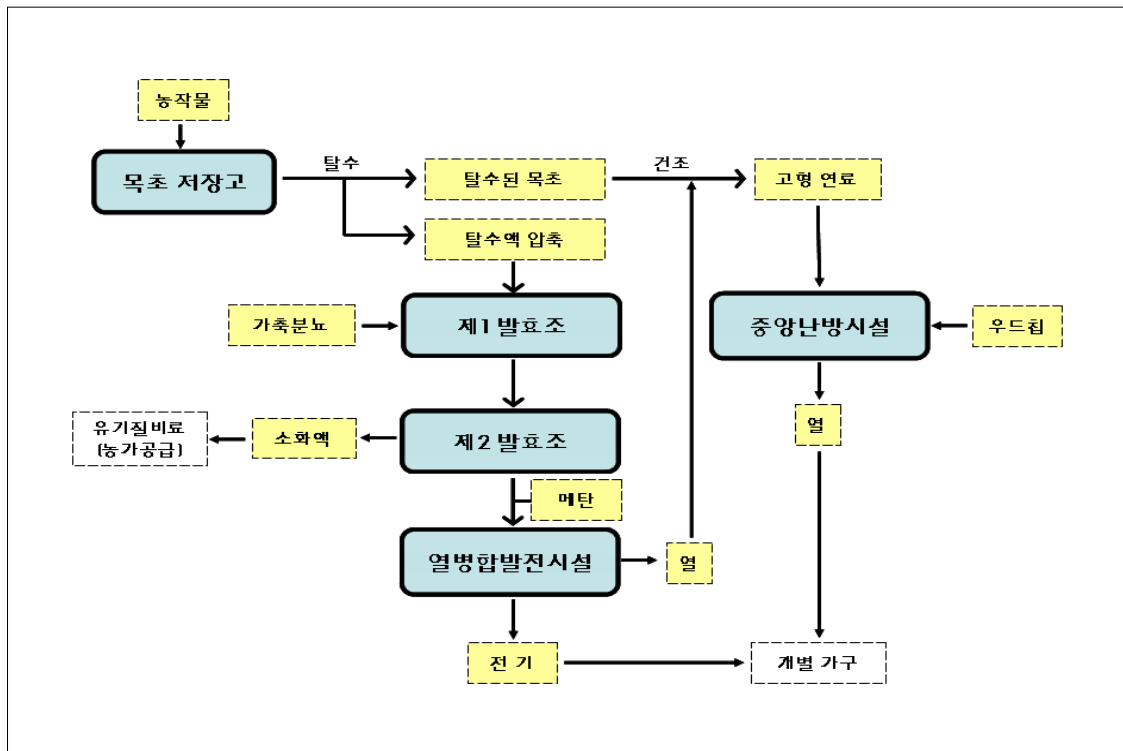 농작물
목초 저장고
탈수
탈수된 목초
건조
고형 연료
탈수액 압축
가축분뇨
제1 발효조
중앙난방시설
우드칩
유기질비료
(농가공급)
소화액
제2 발효조
열
메탄
열병합발전시설
열
전 기
개별 가구